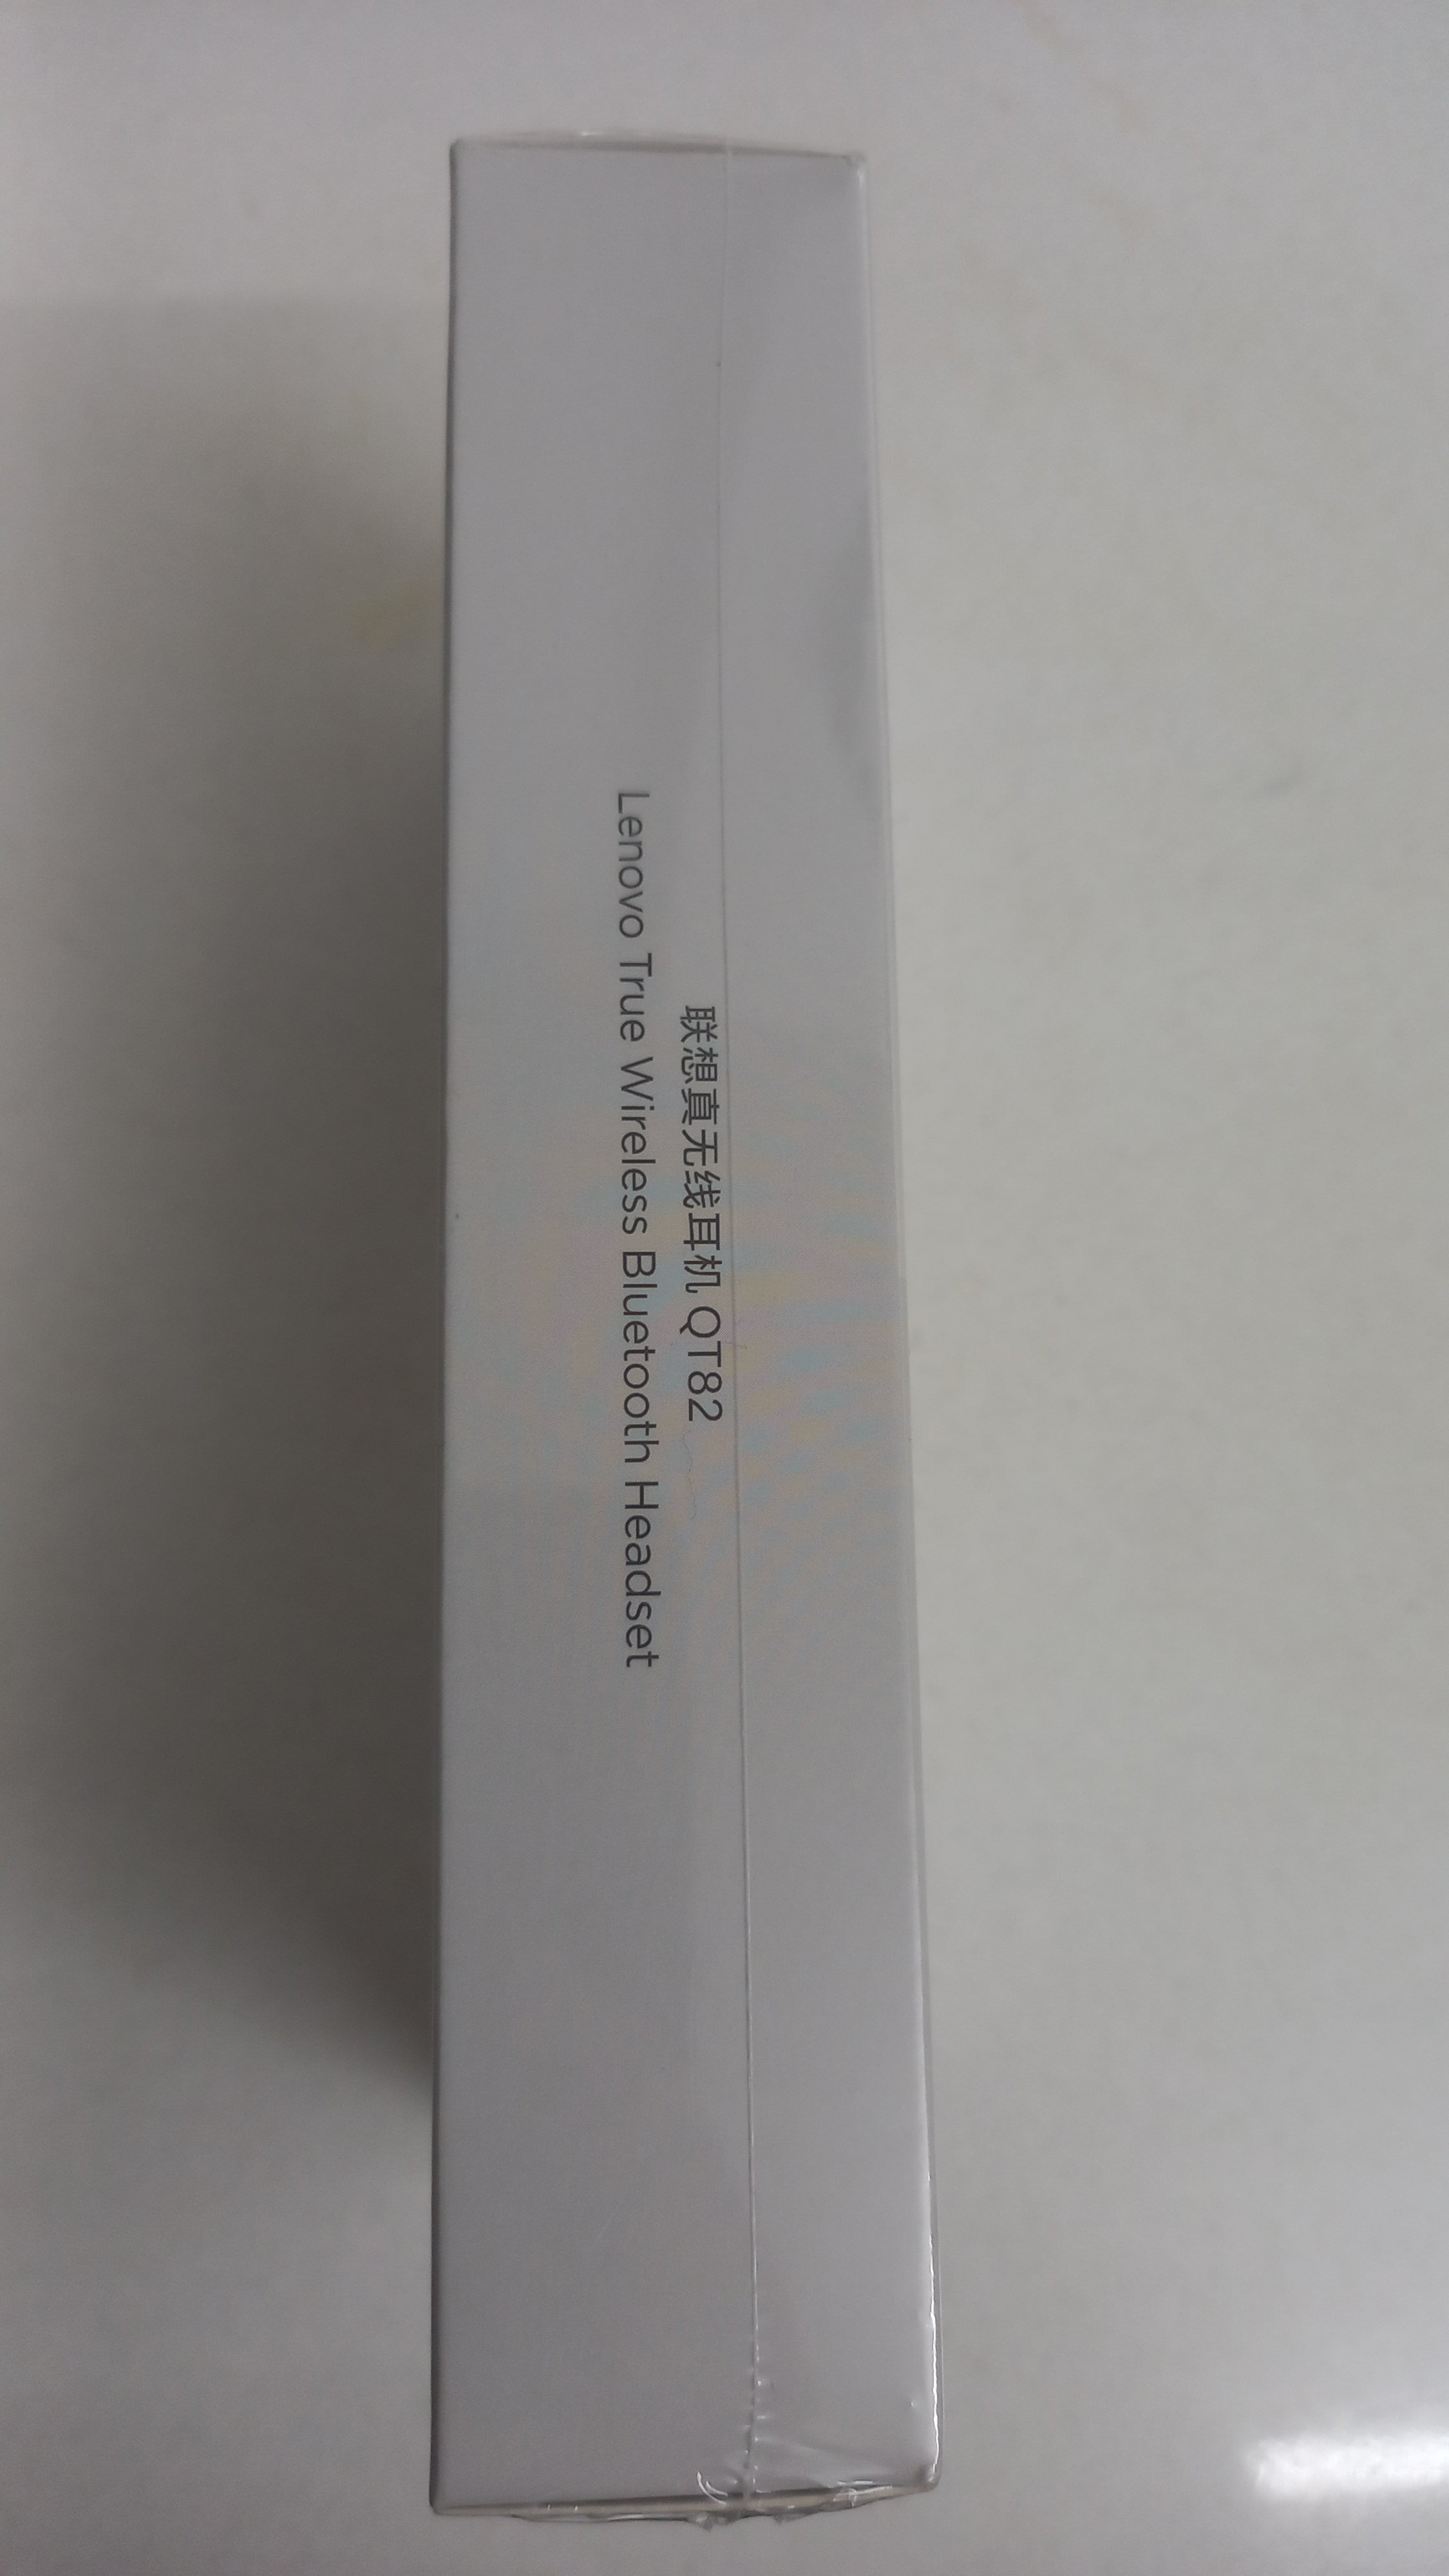 联想真无线耳机 QT82
Lenovo True Wireless Bluetooth Headset